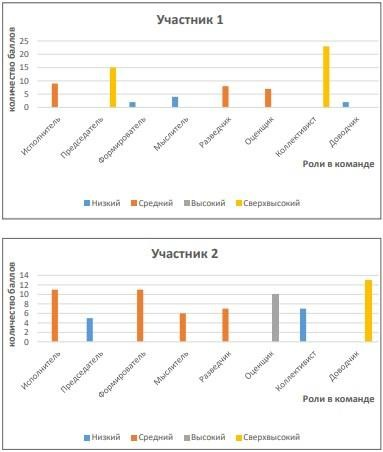 Участник 1
количество баллов
25
20
15
10
5
0
Исполнитель
Председатель
Формирователь
Мыслитель
Разведчик
Оценщик
Коллективист
Доводчик
Роли в команде
Низкий Средний Высокий Сверхвысокий
Участник 2
количество баллов
14
12
10
8
6
4
2
0
Исполнитель
Председатель
Формирователь
Мыслитель
Разведчик
Оценщик
Коллективист
Доводчик
Роли в команде
Низкий Средний Высокий Сверхвысокий